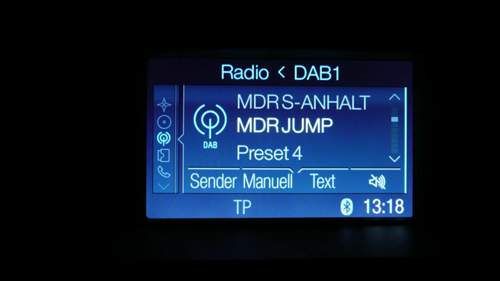 Radio < DAB1
MDR S-ANHALT
MDR JUMP
DAB
Preset 4
Sender Manuell Text
TP 13:18